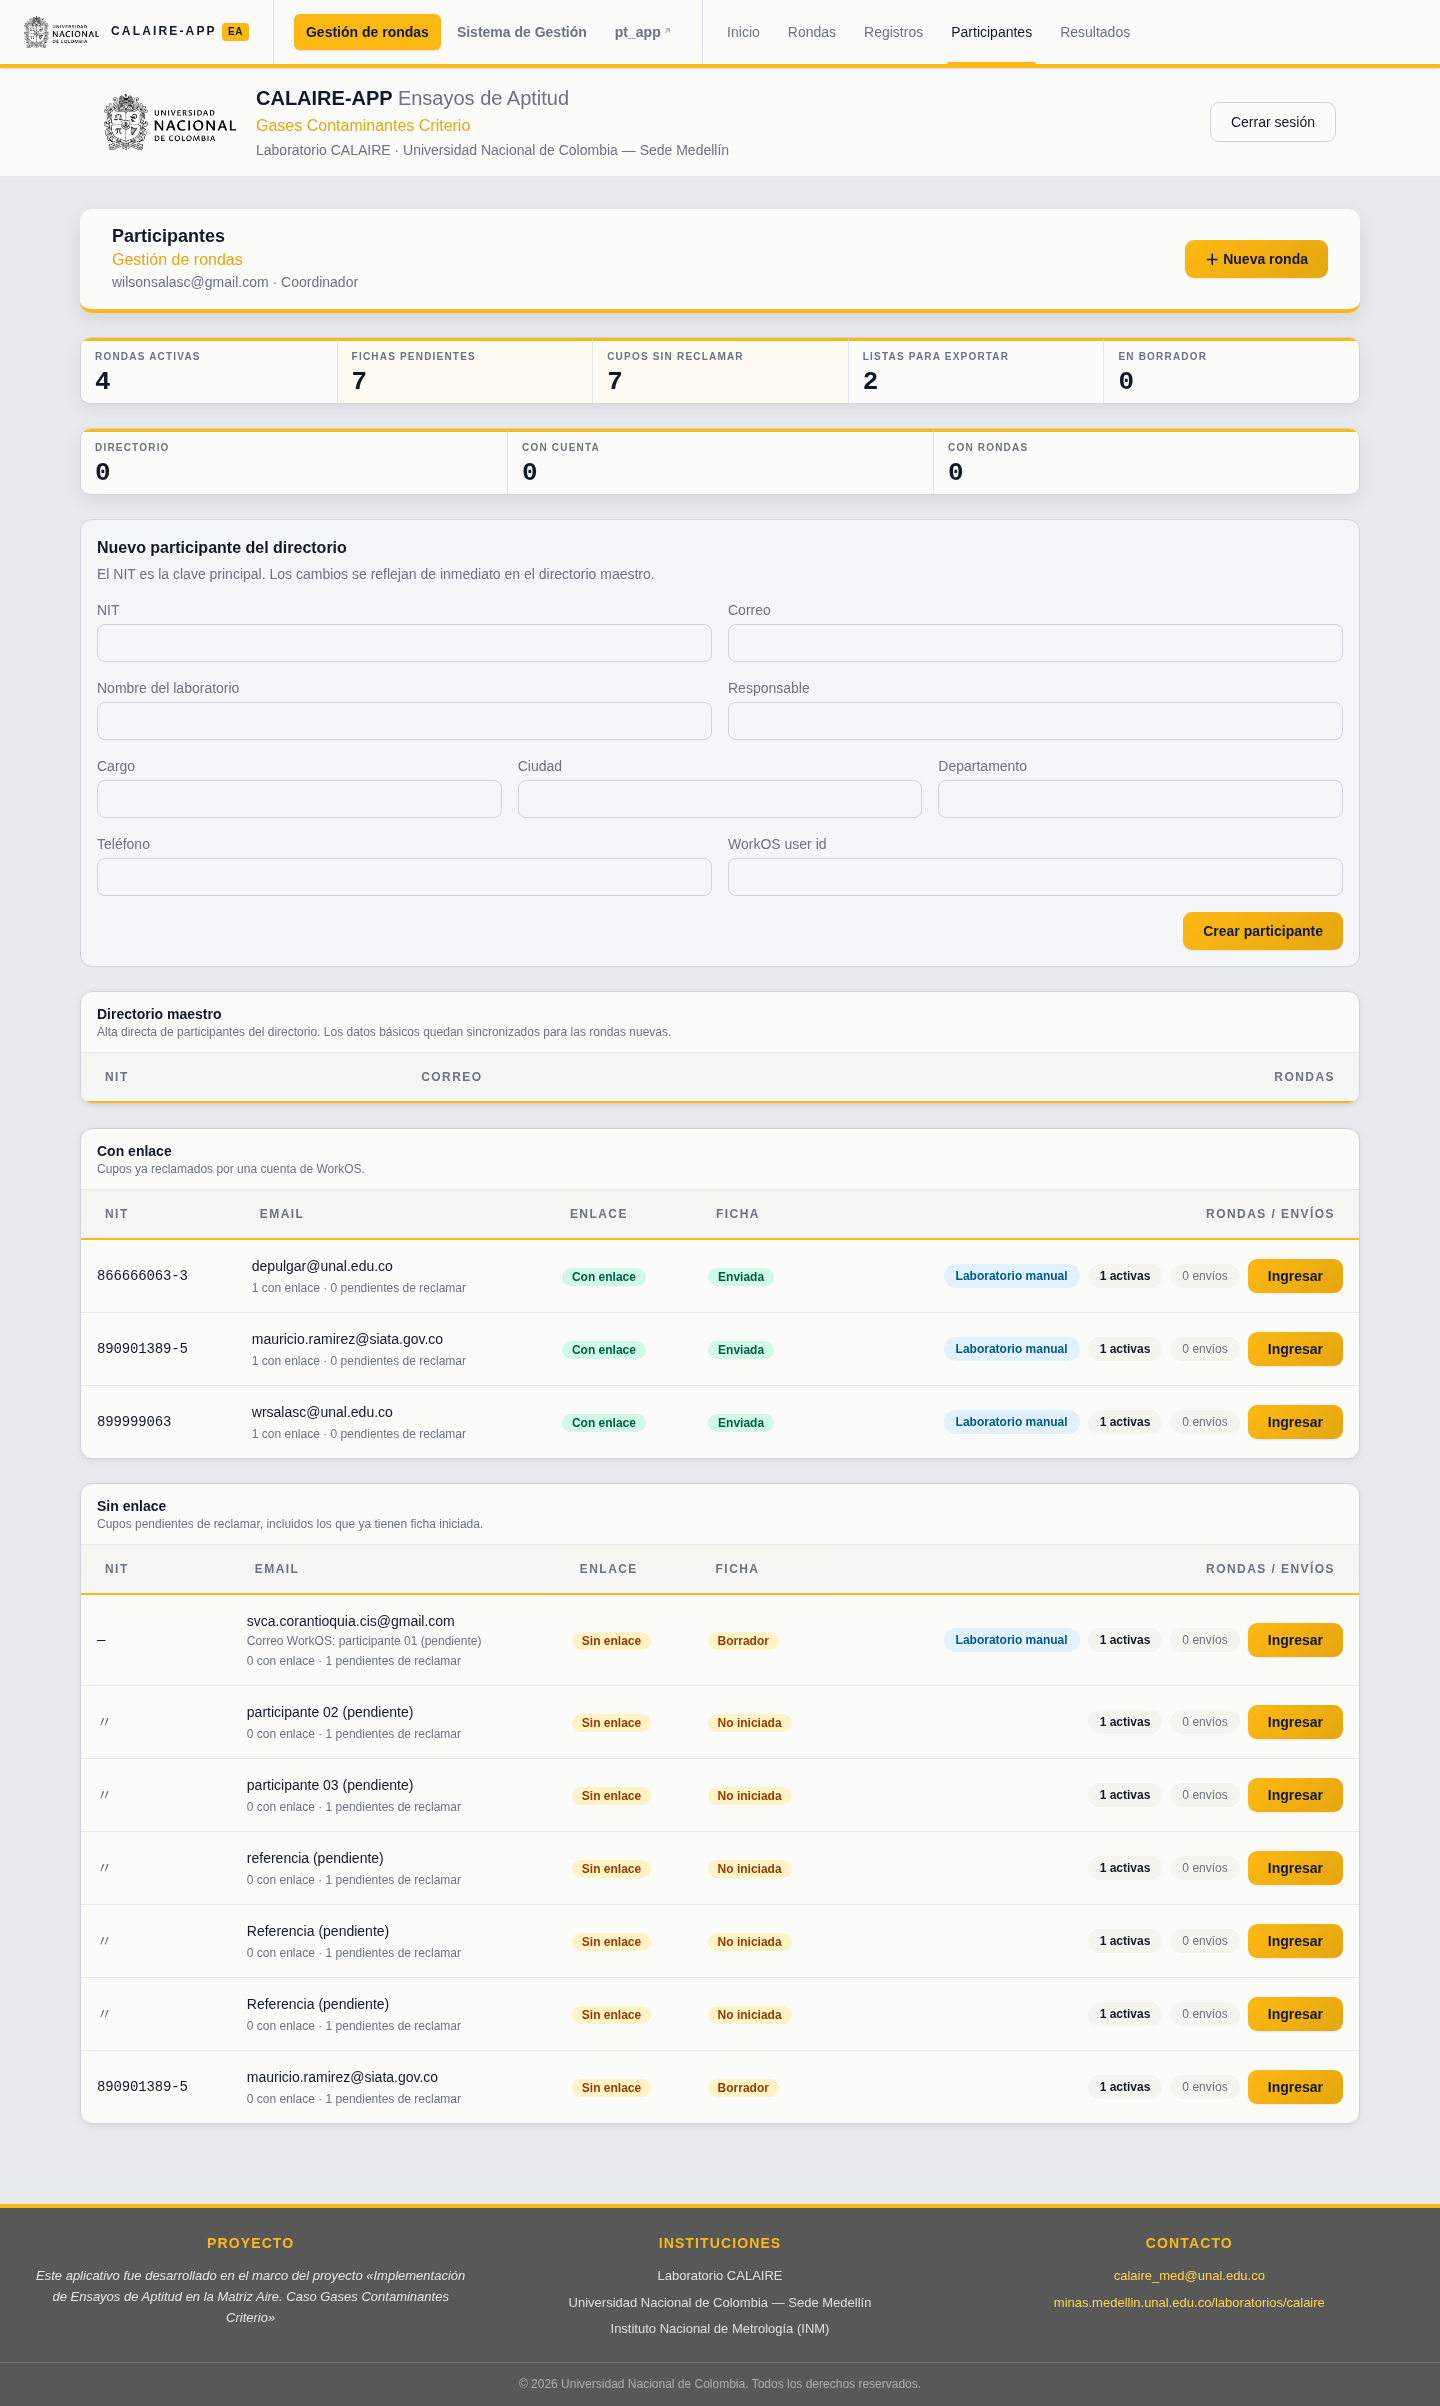 UNIVERSIDAD
NACIONAL
DE COLOMBIA
CALAIRE-APP EA
Gestión de rondas
Sistema de Gestión
pt_app ↗
Inicio
Rondas
Registros
Participantes
Resultados
UNIVERSIDAD
NACIONAL
DE COLOMBIA
CALAIRE-APP Ensayos de Aptitud
Gases Contaminantes Criterio
Laboratorio CALAIRE · Universidad Nacional de Colombia — Sede Medellín
Cerrar sesión
Participantes
Gestión de rondas
wilsonsalasc@gmail.com · Coordinador
+ Nueva ronda
RONDAS ACTIVAS
4
FICHAS PENDIENTES
7
CUPOS SIN RECLAMAR
7
LISTAS PARA EXPORTAR
2
EN BORRADOR
0
DIRECTORIO
0
CON CUENTA
0
CON RONDAS
0
Nuevo participante del directorio
El NIT es la clave principal. Los cambios se reflejan de inmediato en el directorio maestro.
NIT
Correo
Nombre del laboratorio
Responsable
Cargo
Ciudad
Departamento
Teléfono
WorkOS user id
Crear participante
Directorio maestro
Alta directa de participantes del directorio. Los datos básicos quedan sincronizados para las rondas nuevas.
NIT CORREO RONDAS
Con enlace
Cupos ya reclamados por una cuenta de WorkOS.
NIT EMAIL ENLACE FICHA RONDAS / ENVÍOS
866666063-3 depulgar@unal.edu.co Con enlace Enviada Laboratorio manual 1 activas 0 envíos Ingresar
1 con enlace · 0 pendientes de reclamar
890901389-5 mauricio.ramirez@siata.gov.co Con enlace Enviada Laboratorio manual 1 activas 0 envíos Ingresar
1 con enlace · 0 pendientes de reclamar
899999063 wrsalasc@unal.edu.co Con enlace Enviada Laboratorio manual 1 activas 0 envíos Ingresar
1 con enlace · 0 pendientes de reclamar
Sin enlace
Cupos pendientes de reclamar, incluidos los que ya tienen ficha iniciada.
NIT EMAIL ENLACE FICHA RONDAS / ENVÍOS
— svca.corantioquia.cis@gmail.com Sin enlace Borrador Laboratorio manual 1 activas 0 envíos Ingresar
Correo WorkOS: participante 01 (pendiente)
0 con enlace · 1 pendientes de reclamar
〃 participante 02 (pendiente) Sin enlace No iniciada 1 activas 0 envíos Ingresar
0 con enlace · 1 pendientes de reclamar
〃 participante 03 (pendiente) Sin enlace No iniciada 1 activas 0 envíos Ingresar
0 con enlace · 1 pendientes de reclamar
〃 referencia (pendiente) Sin enlace No iniciada 1 activas 0 envíos Ingresar
0 con enlace · 1 pendientes de reclamar
〃 Referencia (pendiente) Sin enlace No iniciada 1 activas 0 envíos Ingresar
0 con enlace · 1 pendientes de reclamar
〃 Referencia (pendiente) Sin enlace No iniciada 1 activas 0 envíos Ingresar
0 con enlace · 1 pendientes de reclamar
890901389-5 mauricio.ramirez@siata.gov.co Sin enlace Borrador 1 activas 0 envíos Ingresar
0 con enlace · 1 pendientes de reclamar
PROYECTO
Este aplicativo fue desarrollado en el marco del proyecto «Implementación
de Ensayos de Aptitud en la Matriz Aire. Caso Gases Contaminantes
Criterio»
INSTITUCIONES
Laboratorio CALAIRE
Universidad Nacional de Colombia — Sede Medellín
Instituto Nacional de Metrología (INM)
CONTACTO
calaire_med@unal.edu.co
minas.medellin.unal.edu.co/laboratorios/calaire
© 2026 Universidad Nacional de Colombia. Todos los derechos reservados.